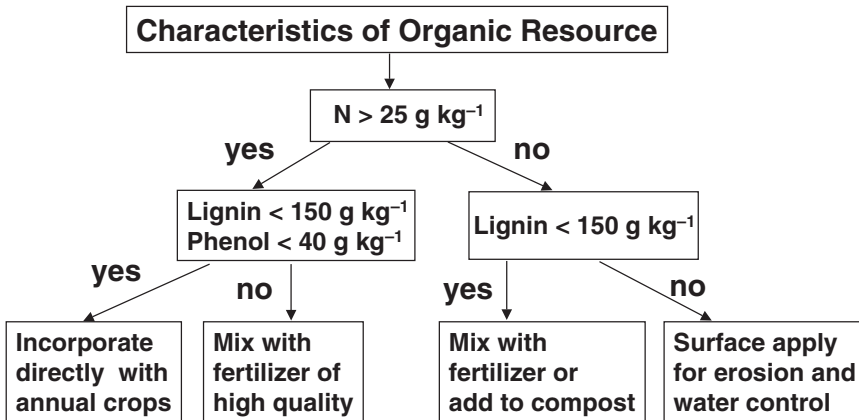 Characteristics of Organic Resource
N > 25 g kg⁻¹
yes
no
Lignin < 150 g kg⁻¹
Phenol < 40 g kg⁻¹
Lignin < 150 g kg⁻¹
yes
no
yes
no
Incorporate
directly with
annual crops
Mix with
fertilizer of
high quality
Mix with
fertilizer or
add to compost
Surface apply
for erosion and
water control